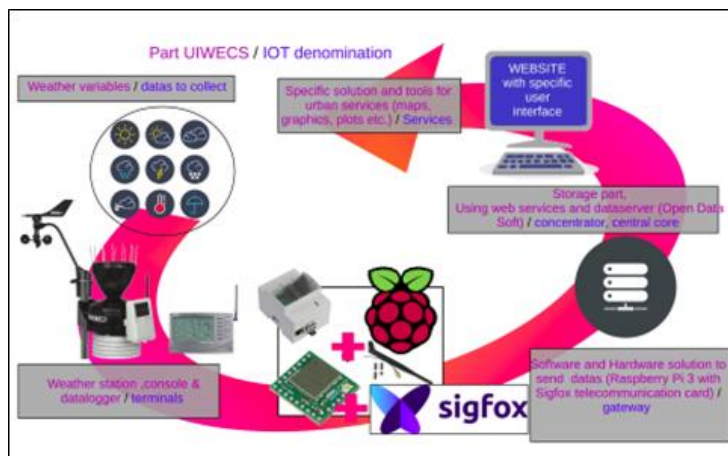 Part UIWECS / IOT denomination
Weather variables / datas to collect
Specific solution and tools for
urban services (maps,
graphics, plots etc.) / Services
WEBSITE
with specific
user
interface
Storage part,
Using web services and dataserver (Open Data
Soft) / concentrator, central core
Weather station ,console &
datalogger / terminals
sigfox
Software and Hardware solution to
send datas (Raspberry Pi 3 with
Sigfox telecommunication card) /
gateway